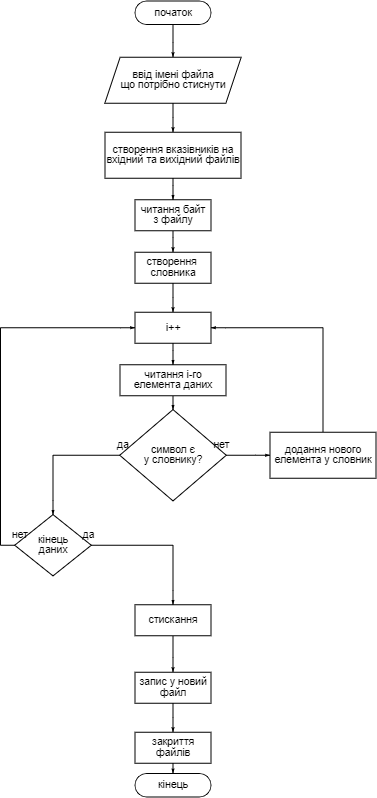 початок
ввід імені файла
що потрібно стиснути
створення вказівників на
вхідний та вихідний файлів
читання байт
з файлу
створення
словника
i++
читання i-го
елемента даних
да
символ є
у словнику?
нет
додання нового
елемента у словник
нет
кінець
даних
да
стискання
запис у новий
файл
закриття
файлів
кінець